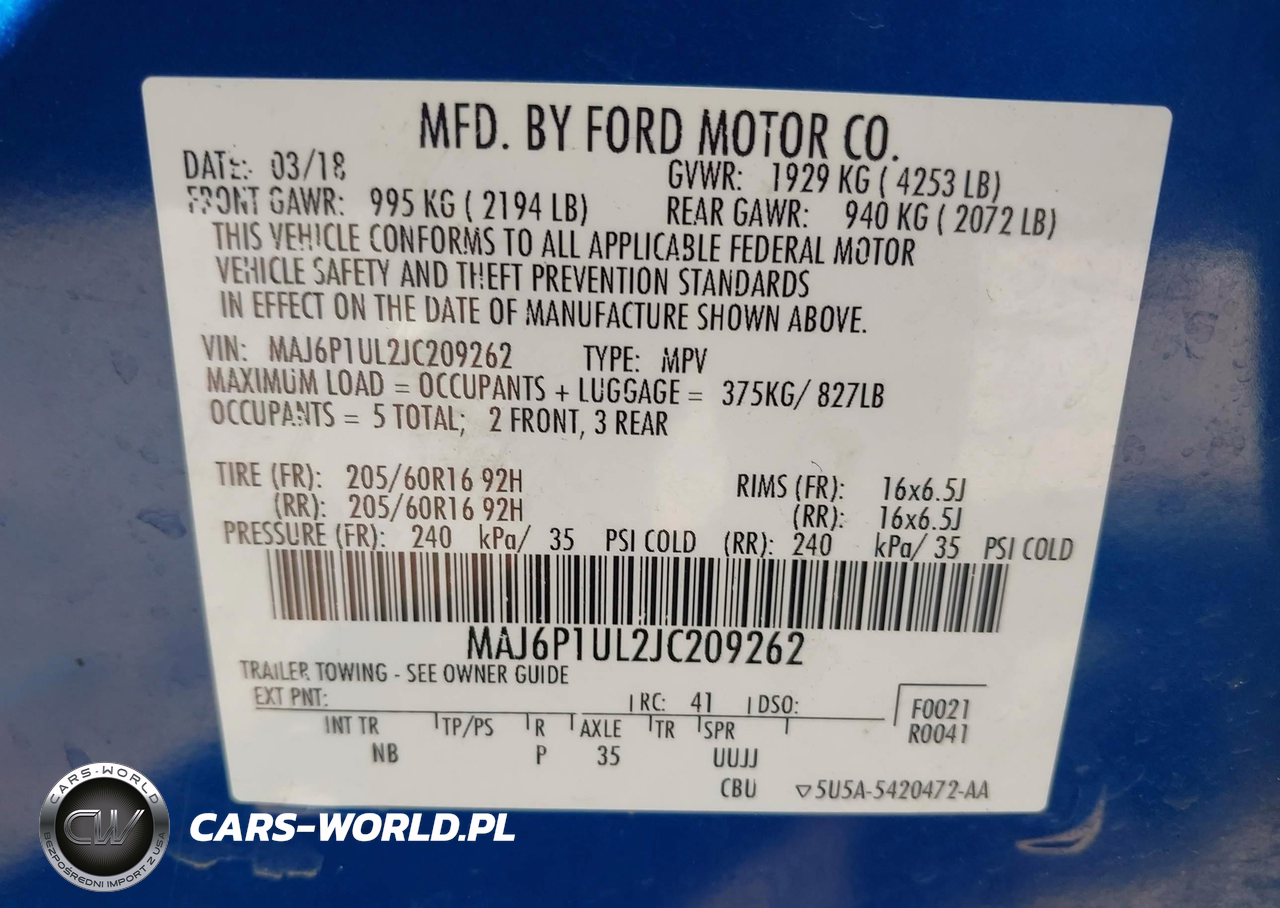 MFD. BY FORD MOTOR CO.
DATE: 03/18 GVWR: 1929 KG ( 4253 LB)
FRONT GAWR: 995 KG ( 2194 LB) REAR GAWR: 940 KG ( 2072 LB)
THIS VEHICLE CONFORMS TO ALL APPLICABLE FEDERAL MOTOR
VEHICLE SAFETY AND THEFT PREVENTION STANDARDS
IN EFFECT ON THE DATE OF MANUFACTURE SHOWN ABOVE.
VIN: MAJ6P1UL2JC209262 TYPE: MPV
MAXIMUM LOAD = OCCUPANTS + LUGGAGE = 375KG/ 827LB
OCCUPANTS = 5 TOTAL; 2 FRONT, 3 REAR
TIRE (FR): 205/60R16 92H RIMS (FR): 16x6.5J
(RR): 205/60R16 92H (RR): 16x6.5J
PRESSURE (FR): 240 kPa/ 35 PSI COLD (RR): 240 kPa/ 35 PSI COLD
MAJ6P1UL2JC209262
TRAILER TOWING - SEE OWNER GUIDE
EXT PNT: RC: 41 DSO: F0021
INT TR TP/PS R AXLE TR SPR R0041
NB P 35 UUJJ
CBU ▽5U5A-5420472-AA
CARS-WORLD
CW
BEZPOŚREDNI IMPORT Z USA
CARS-WORLD.PL